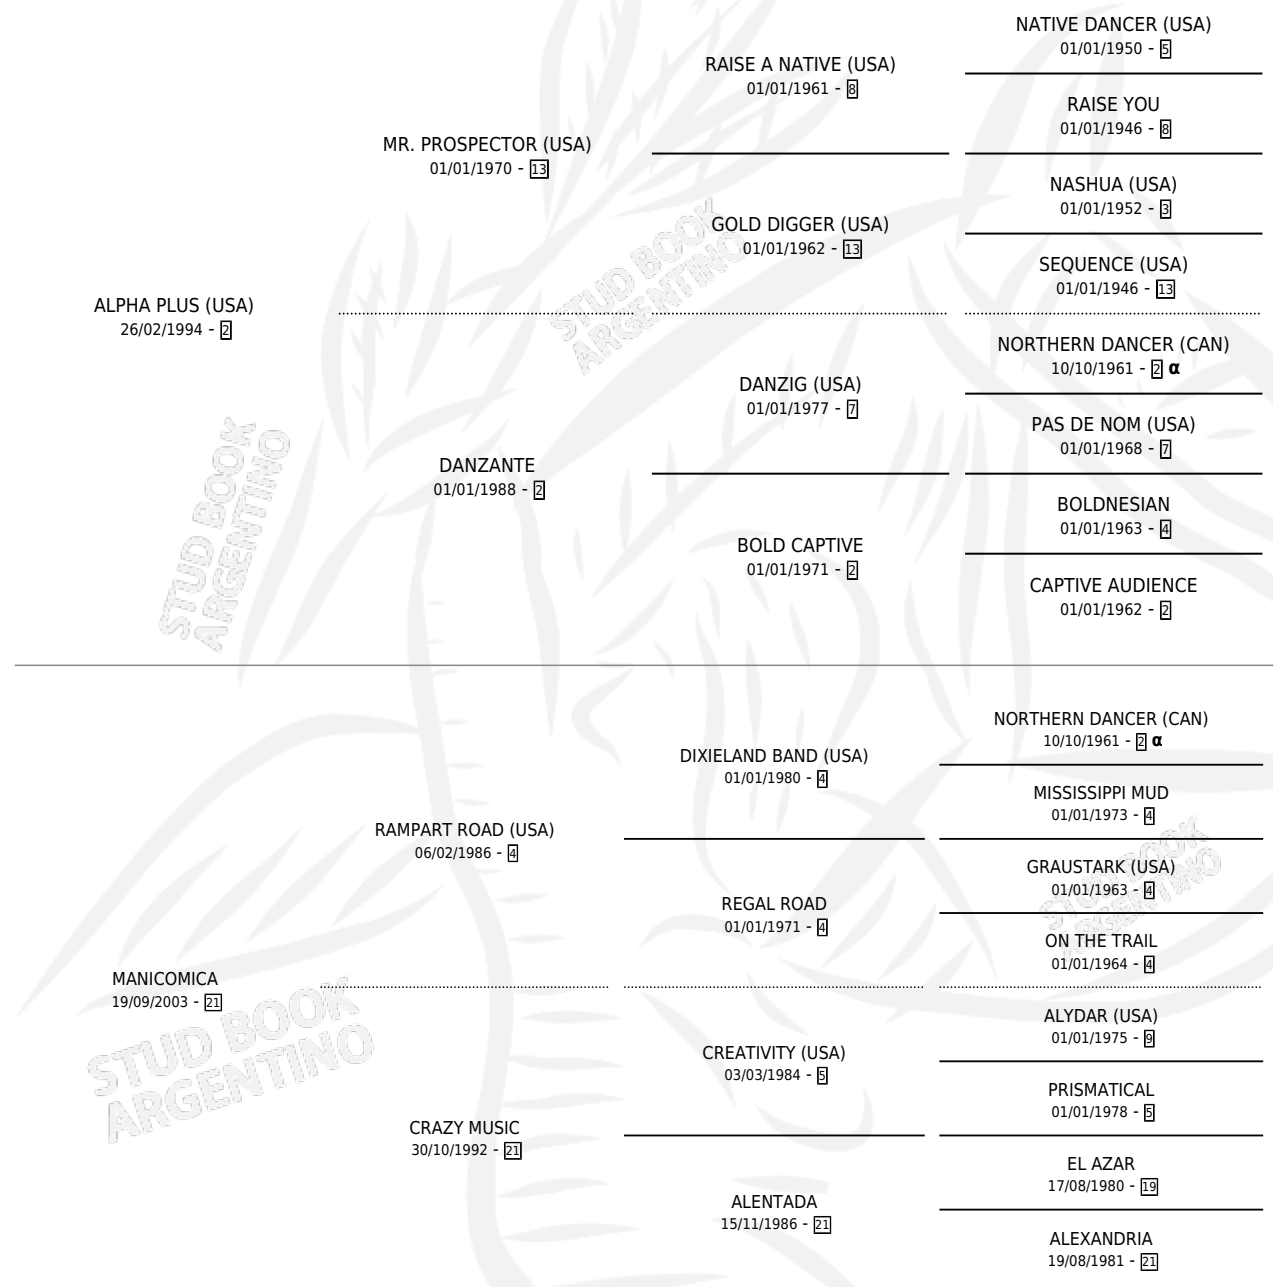 NATIVE DANCER (USA)
01/01/1950 - 5
RAISE A NATIVE (USA)
01/01/1961 - 8
RAISE YOU
01/01/1946 - 8
MR. PROSPECTOR (USA)
01/01/1970 - 13
NASHUA (USA)
01/01/1952 - 3
GOLD DIGGER (USA)
01/01/1962 - 13
SEQUENCE (USA)
01/01/1946 - 13
ALPHA PLUS (USA)
26/02/1994 - 2
NORTHERN DANCER (CAN)
10/10/1961 - 2 α
DANZIG (USA)
01/01/1977 - 7
PAS DE NOM (USA)
01/01/1968 - 7
DANZANTE
01/01/1988 - 2
BOLDNESIAN
01/01/1963 - 4
BOLD CAPTIVE
01/01/1971 - 2
CAPTIVE AUDIENCE
01/01/1962 - 2
STUD BOOK
ARGENTINO
STUD BOOK
ARGENTINO
NORTHERN DANCER (CAN)
10/10/1961 - 2 α
DIXIELAND BAND (USA)
01/01/1980 - 4
MISSISSIPPI MUD
01/01/1973 - 4
RAMPART ROAD (USA)
06/02/1986 - 4
GRAUSTARK (USA)
01/01/1963 - 4
REGAL ROAD
01/01/1971 - 4
ON THE TRAIL
01/01/1964 - 4
MANICOMICA
19/09/2003 - 21
ALYDAR (USA)
01/01/1975 - 9
CREATIVITY (USA)
03/03/1984 - 5
PRISMATICAL
01/01/1978 - 5
CRAZY MUSIC
30/10/1992 - 21
EL AZAR
17/08/1980 - 19
ALENTADA
15/11/1986 - 21
ALEXANDRIA
19/08/1981 - 21
STUD BOOK
ARGENTINO
STUD BOOK
ARGENTINO